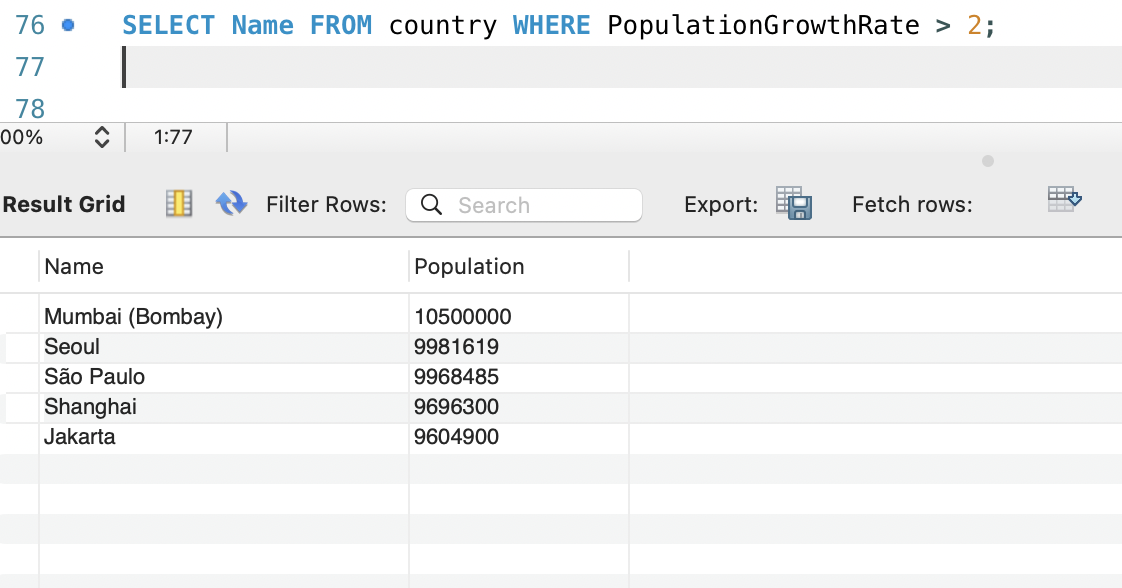 76 SELECT Name FROM country WHERE PopulationGrowthRate > 2;
77
78
00% 1:77
Result Grid Filter Rows: Search Export: Fetch rows:
Name Population
Mumbai (Bombay) 10500000
Seoul 9981619
São Paulo 9968485
Shanghai 9696300
Jakarta 9604900